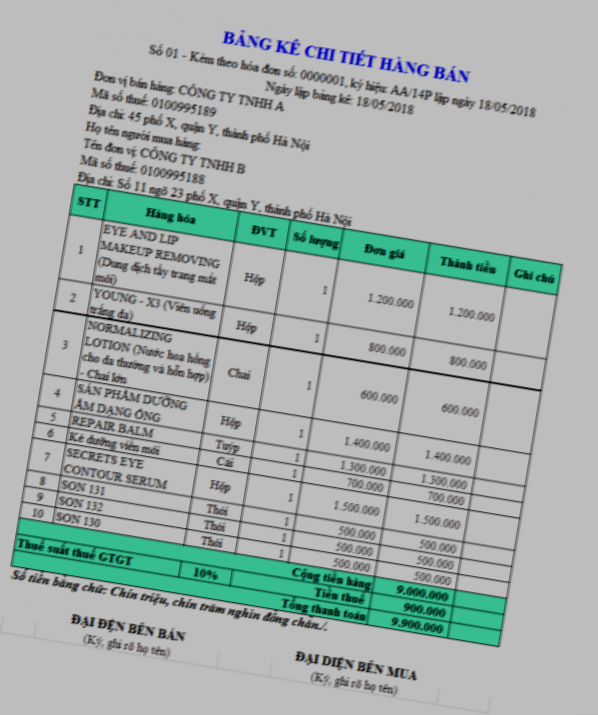 BẢNG KÊ CHI TIẾT HÀNG BÁN
Số 01 - Kèm theo hóa đơn số: 0000001, ký hiệu: AA/14P lập ngày 18/05/2018
Ngày lập bảng kê: 18/05/2018
Đơn vị bán hàng: CÔNG TY TNHH A
Mã số thuế: 0100995189
Địa chỉ: 45 phố X, quận Y, thành phố Hà Nội
Họ tên người mua hàng:
Tên đơn vị: CÔNG TY TNHH B
Mã số thuế: 0100995188
Địa chỉ: Số 11 ngõ 23 phố X, quận Y, thành phố Hà Nội
STT Hàng hóa ĐVT Số lượng Đơn giá Thành tiền Ghi chú
1 EYE AND LIP MAKEUP REMOVING (Dung dịch tẩy trang mắt môi) Hộp 1 1.200.000 1.200.000
2 YOUNG - X3 (Viên uống trắng da) Hộp 1 800.000 800.000
3 NORMALIZING LOTION (Nước hoa hồng cho da thường và hỗn hợp) - Chai lớn Chai 1 600.000 600.000
4 SẢN PHẨM DƯỠNG ẨM DẠNG ỐNG Hộp 1 1.400.000 1.400.000
5 REPAIR BALM Tuýp 1 1.300.000 1.300.000
6 Kẻ dưỡng viền môi Cái 1 700.000 700.000
7 SECRETS EYE CONTOUR SERUM Hộp 1 1.500.000 1.500.000
8 SON 131 Thỏi 1 500.000 500.000
9 SON 132 Thỏi 1 500.000 500.000
10 SON 130 Thỏi 1 500.000 500.000
Cộng tiền hàng 9.000.000
Thuế suất thuế GTGT 10% Tiền thuế 900.000
Tổng thanh toán 9.900.000
Số tiền bằng chữ: Chín triệu, chín trăm nghìn đồng chẵn./.
ĐẠI ĐỆN BÊN BÁN
(Ký, ghi rõ họ tên)
ĐẠI DIỆN BÊN MUA
(Ký, ghi rõ họ tên)